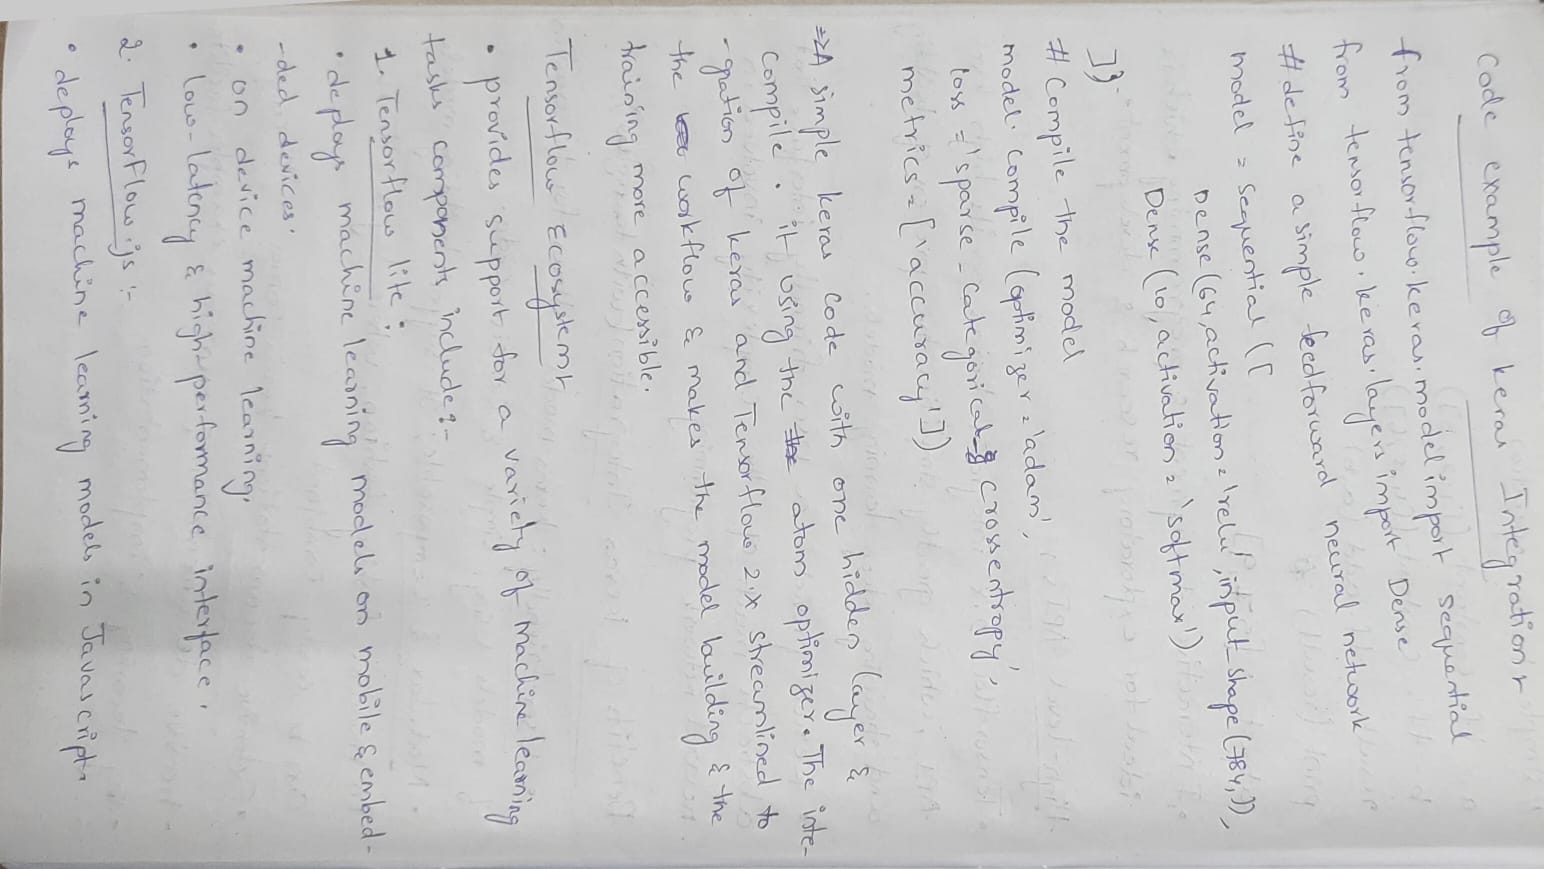 Code example of keras Integration :-
from tensorflow.keras.model import Sequential
from tensorflow.keras.layers import Dense
# define a simple feedforward neural network
model = Sequential ([
Dense (64, activation = 'relu', input_shape (784,)),
Dense (10, activation = 'softmax')
]}
# Compile the model
model. compile (optimizer = 'adam',
loss = 'sparse_categorical_crossentropy',
metrics = ['accuracy'])
=> A simple keras code with one hidden layer &
compile. it using the atom optimizer. The inte-
-gration of keras and Tensorflow 2.x streamlined to
the workflow & makes the model building & the
training more accessible.
Tensorflow Ecosystem :-
• provides support for a variety of machine learning
tasks components include :-
1. Tensorflow lite :
• deploys machine learning models on mobile & embed-
-ded devices.
• on device machine learning.
• low-latency & high-performance interface.
2. TensorFlow.js :-
• deploys machine learning models in Javascript.